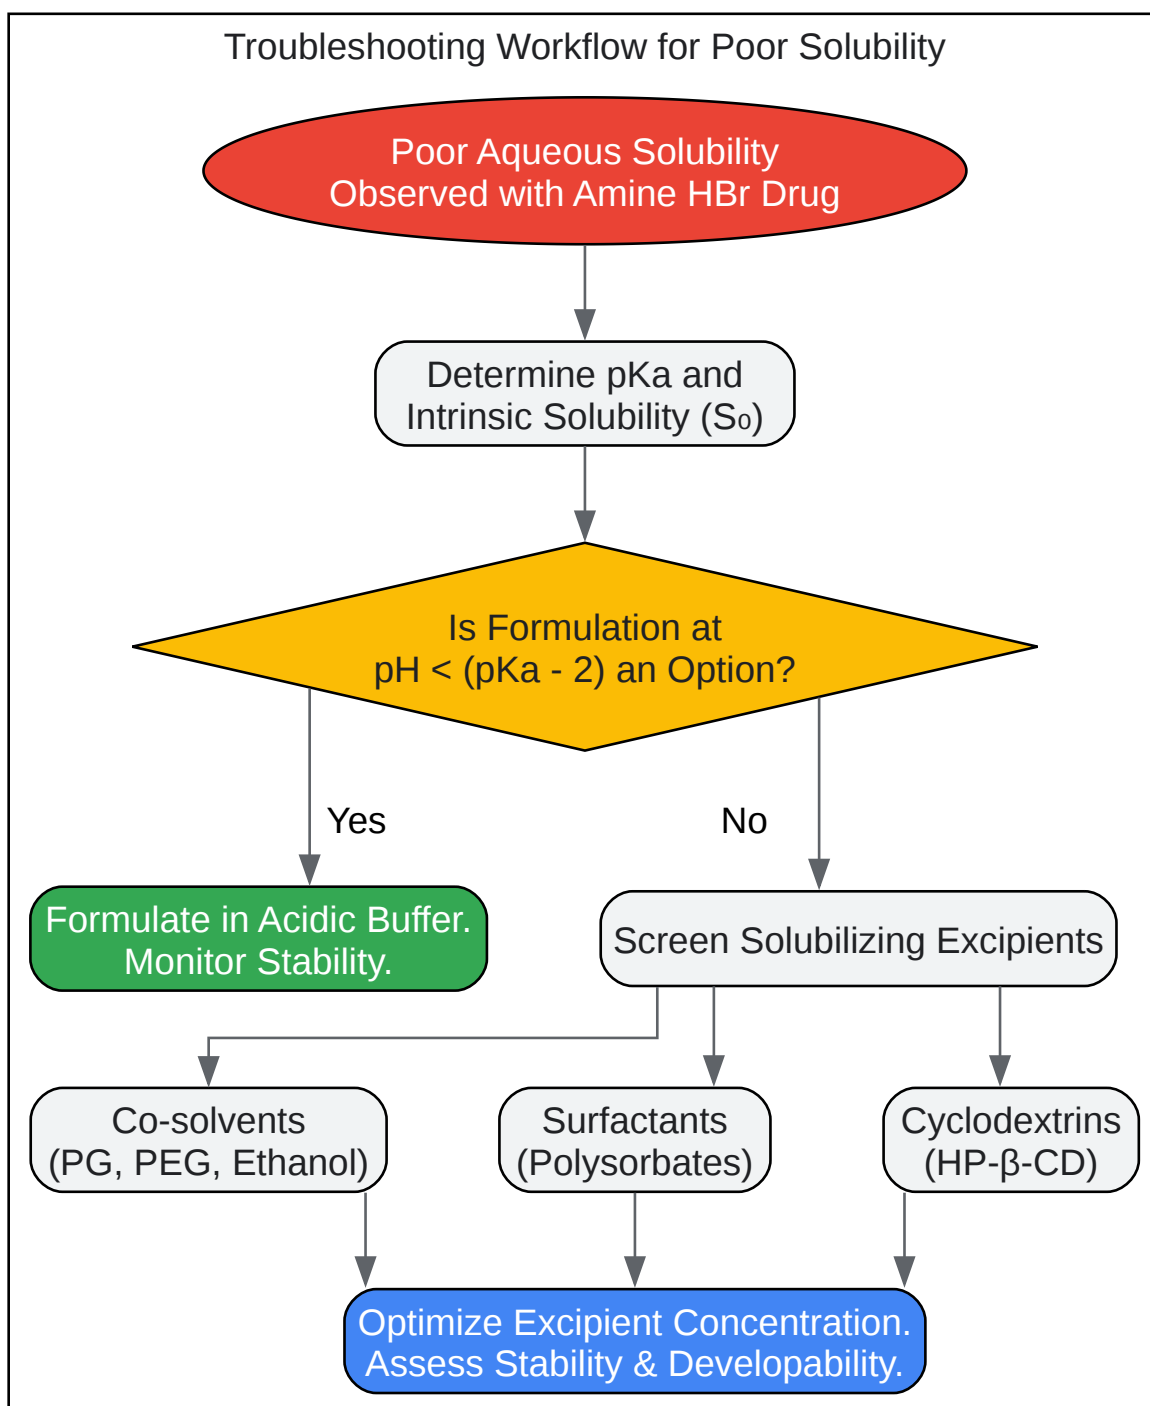 Troubleshooting Workflow for Poor Solubility
Poor Aqueous Solubility
Observed with Amine HBr Drug
Determine pKa and
Intrinsic Solubility (S₀)
Is Formulation at
pH < (pKa - 2) an Option?
Yes
No
Formulate in Acidic Buffer.
Monitor Stability.
Screen Solubilizing Excipients
Co-solvents
(PG, PEG, Ethanol)
Surfactants
(Polysorbates)
Cyclodextrins
(HP-β-CD)
Optimize Excipient Concentration.
Assess Stability & Developability.